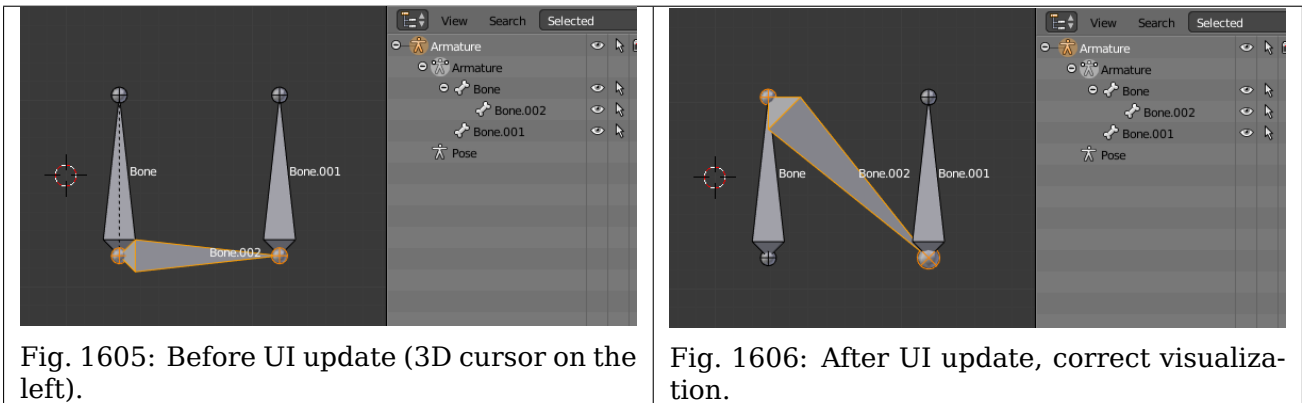 View Search Selected
Armature
Armature
Bone
Bone.002
Bone.001
Pose
Bone
Bone.001
Bone.002
Fig. 1605: Before UI update (3D cursor on the
left).
View Search Selected
Armature
Armature
Bone
Bone.002
Bone.001
Pose
Bone
Bone.002
Bone.001
Fig. 1606: After UI update, correct visualiza-
tion.